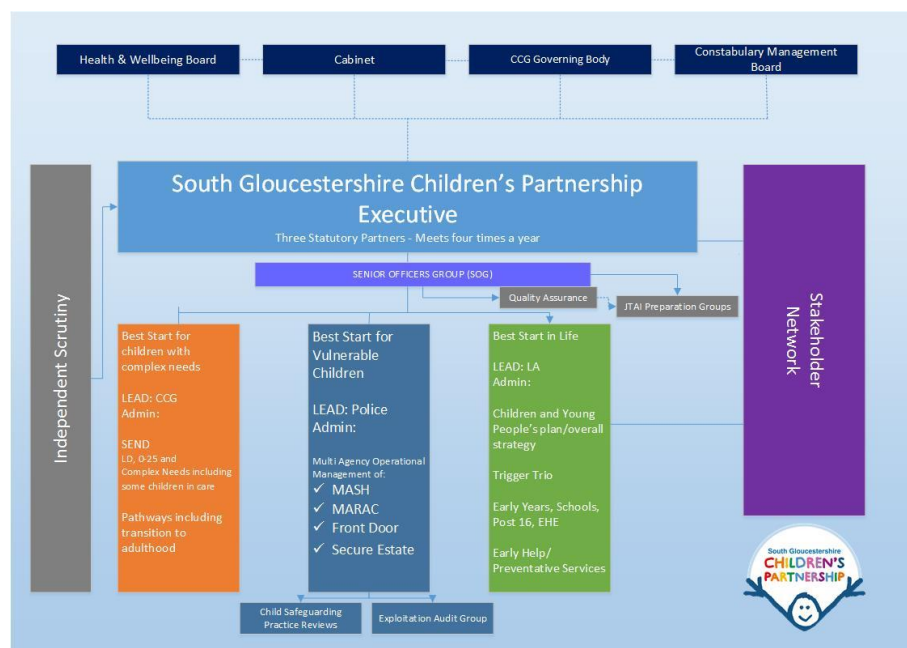 Health & Wellbeing Board
Cabinet
CCG Governing Body
Constabulary Management
Board
South Gloucestershire Children's Partnership
Executive
Three Statutory Partners - Meets four times a year
Independent Scrutiny
Stakeholder
Network
SENIOR OFFICERS GROUP (SOG)
Quality Assurance
JTAI Preparation Groups
Best Start for
children with
complex needs
LEAD: CCG
Admin:
SEND
LD, 0-25 and
Complex Needs including
some children in care
Pathways including
transition to
adulthood
Best Start for
Vulnerable
Children
LEAD: Police
Admin:
Multi Agency Operational
Management of:
✓ MASH
✓ MARAC
✓ Front Door
✓ Secure Estate
Best Start in Life
LEAD: LA
Admin:
Children and Young
People's plan/overall
strategy
Trigger Trio
Early Years, Schools,
Post 16, EHE
Early Help/
Preventative Services
Child Safeguarding
Practice Reviews
Exploitation Audit Group
South Gloucestershire
CHILDREN'S
PARTNERSHIP